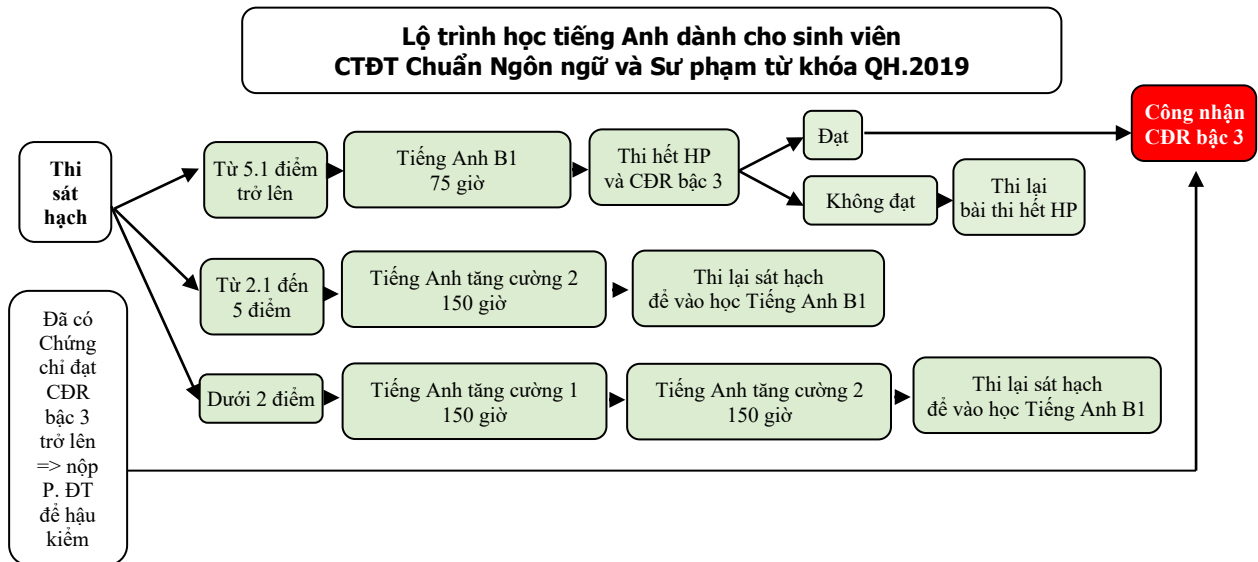 Lộ trình học tiếng Anh dành cho sinh viên
CTĐT Chuẩn Ngôn ngữ và Sư phạm từ khóa QH.2019
Công nhận
CĐR bậc 3
Thi
sát
hạch
Từ 5.1 điểm
trở lên
Tiếng Anh B1
75 giờ
Thi hết HP
và CĐR bậc 3
Đạt
Không đạt
Thi lại
bài thi hết HP
Từ 2.1 đến
5 điểm
Tiếng Anh tăng cường 2
150 giờ
Thi lại sát hạch
để vào học Tiếng Anh B1
Dưới 2 điểm
Tiếng Anh tăng cường 1
150 giờ
Tiếng Anh tăng cường 2
150 giờ
Thi lại sát hạch
để vào học Tiếng Anh B1
Đã có
Chứng
chỉ đạt
CĐR
bậc 3
trở lên
=> nộp
P. ĐT
để hậu
kiểm